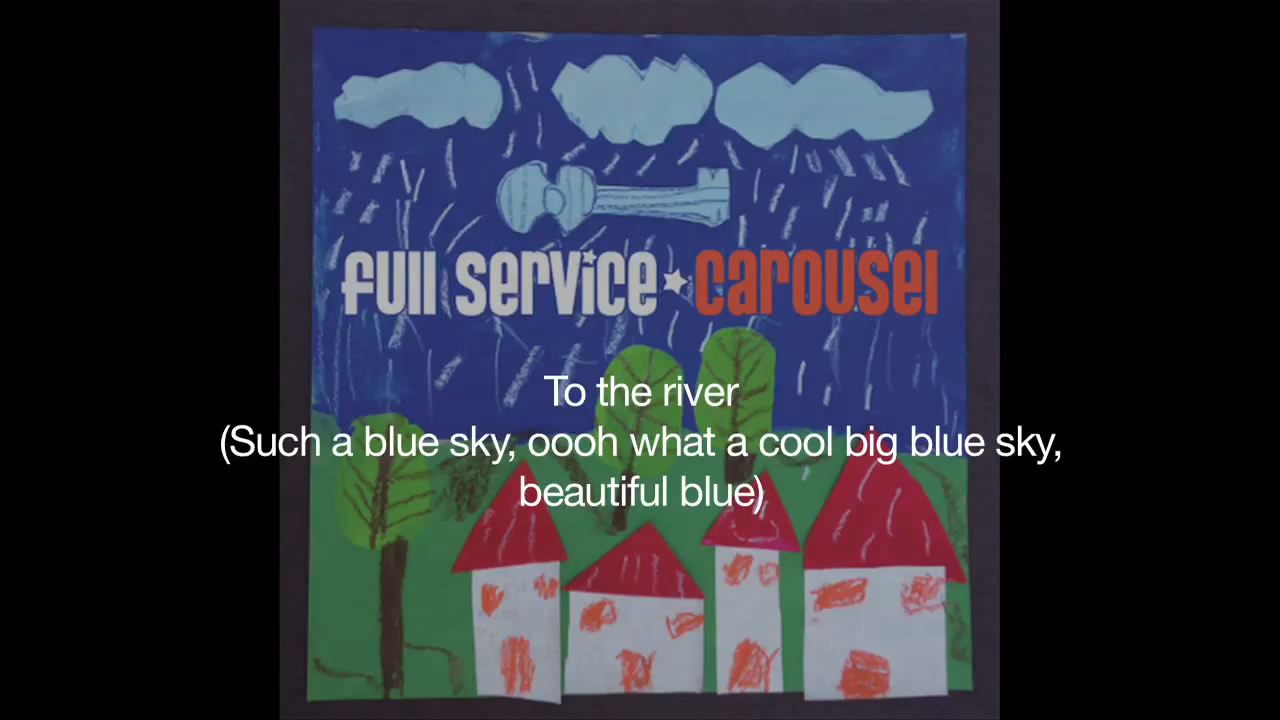 full service★carousel
To the river
(Such a blue sky, oooh what a cool big blue sky,
beautiful blue)